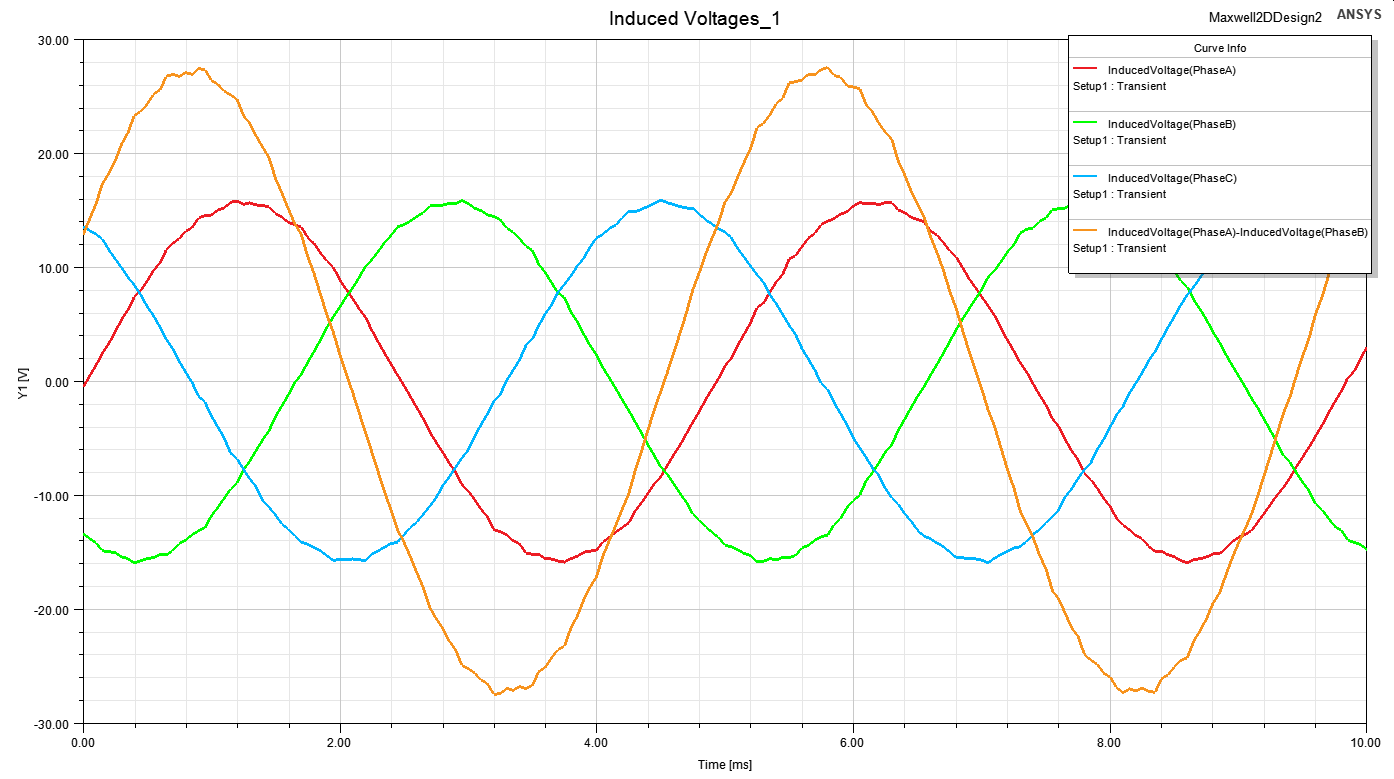 Induced Voltages_1
Maxwell2DDesign2
ANSYS
Curve Info
InducedVoltage(PhaseA)
Setup1 : Transient
InducedVoltage(PhaseB)
Setup1 : Transient
InducedVoltage(PhaseC)
Setup1 : Transient
InducedVoltage(PhaseA)-InducedVoltage(PhaseB)
Setup1 : Transient
30.00
20.00
10.00
0.00
-10.00
-20.00
-30.00
Y1 [V]
0.00 2.00 4.00 6.00 8.00 10.00
Time [ms]